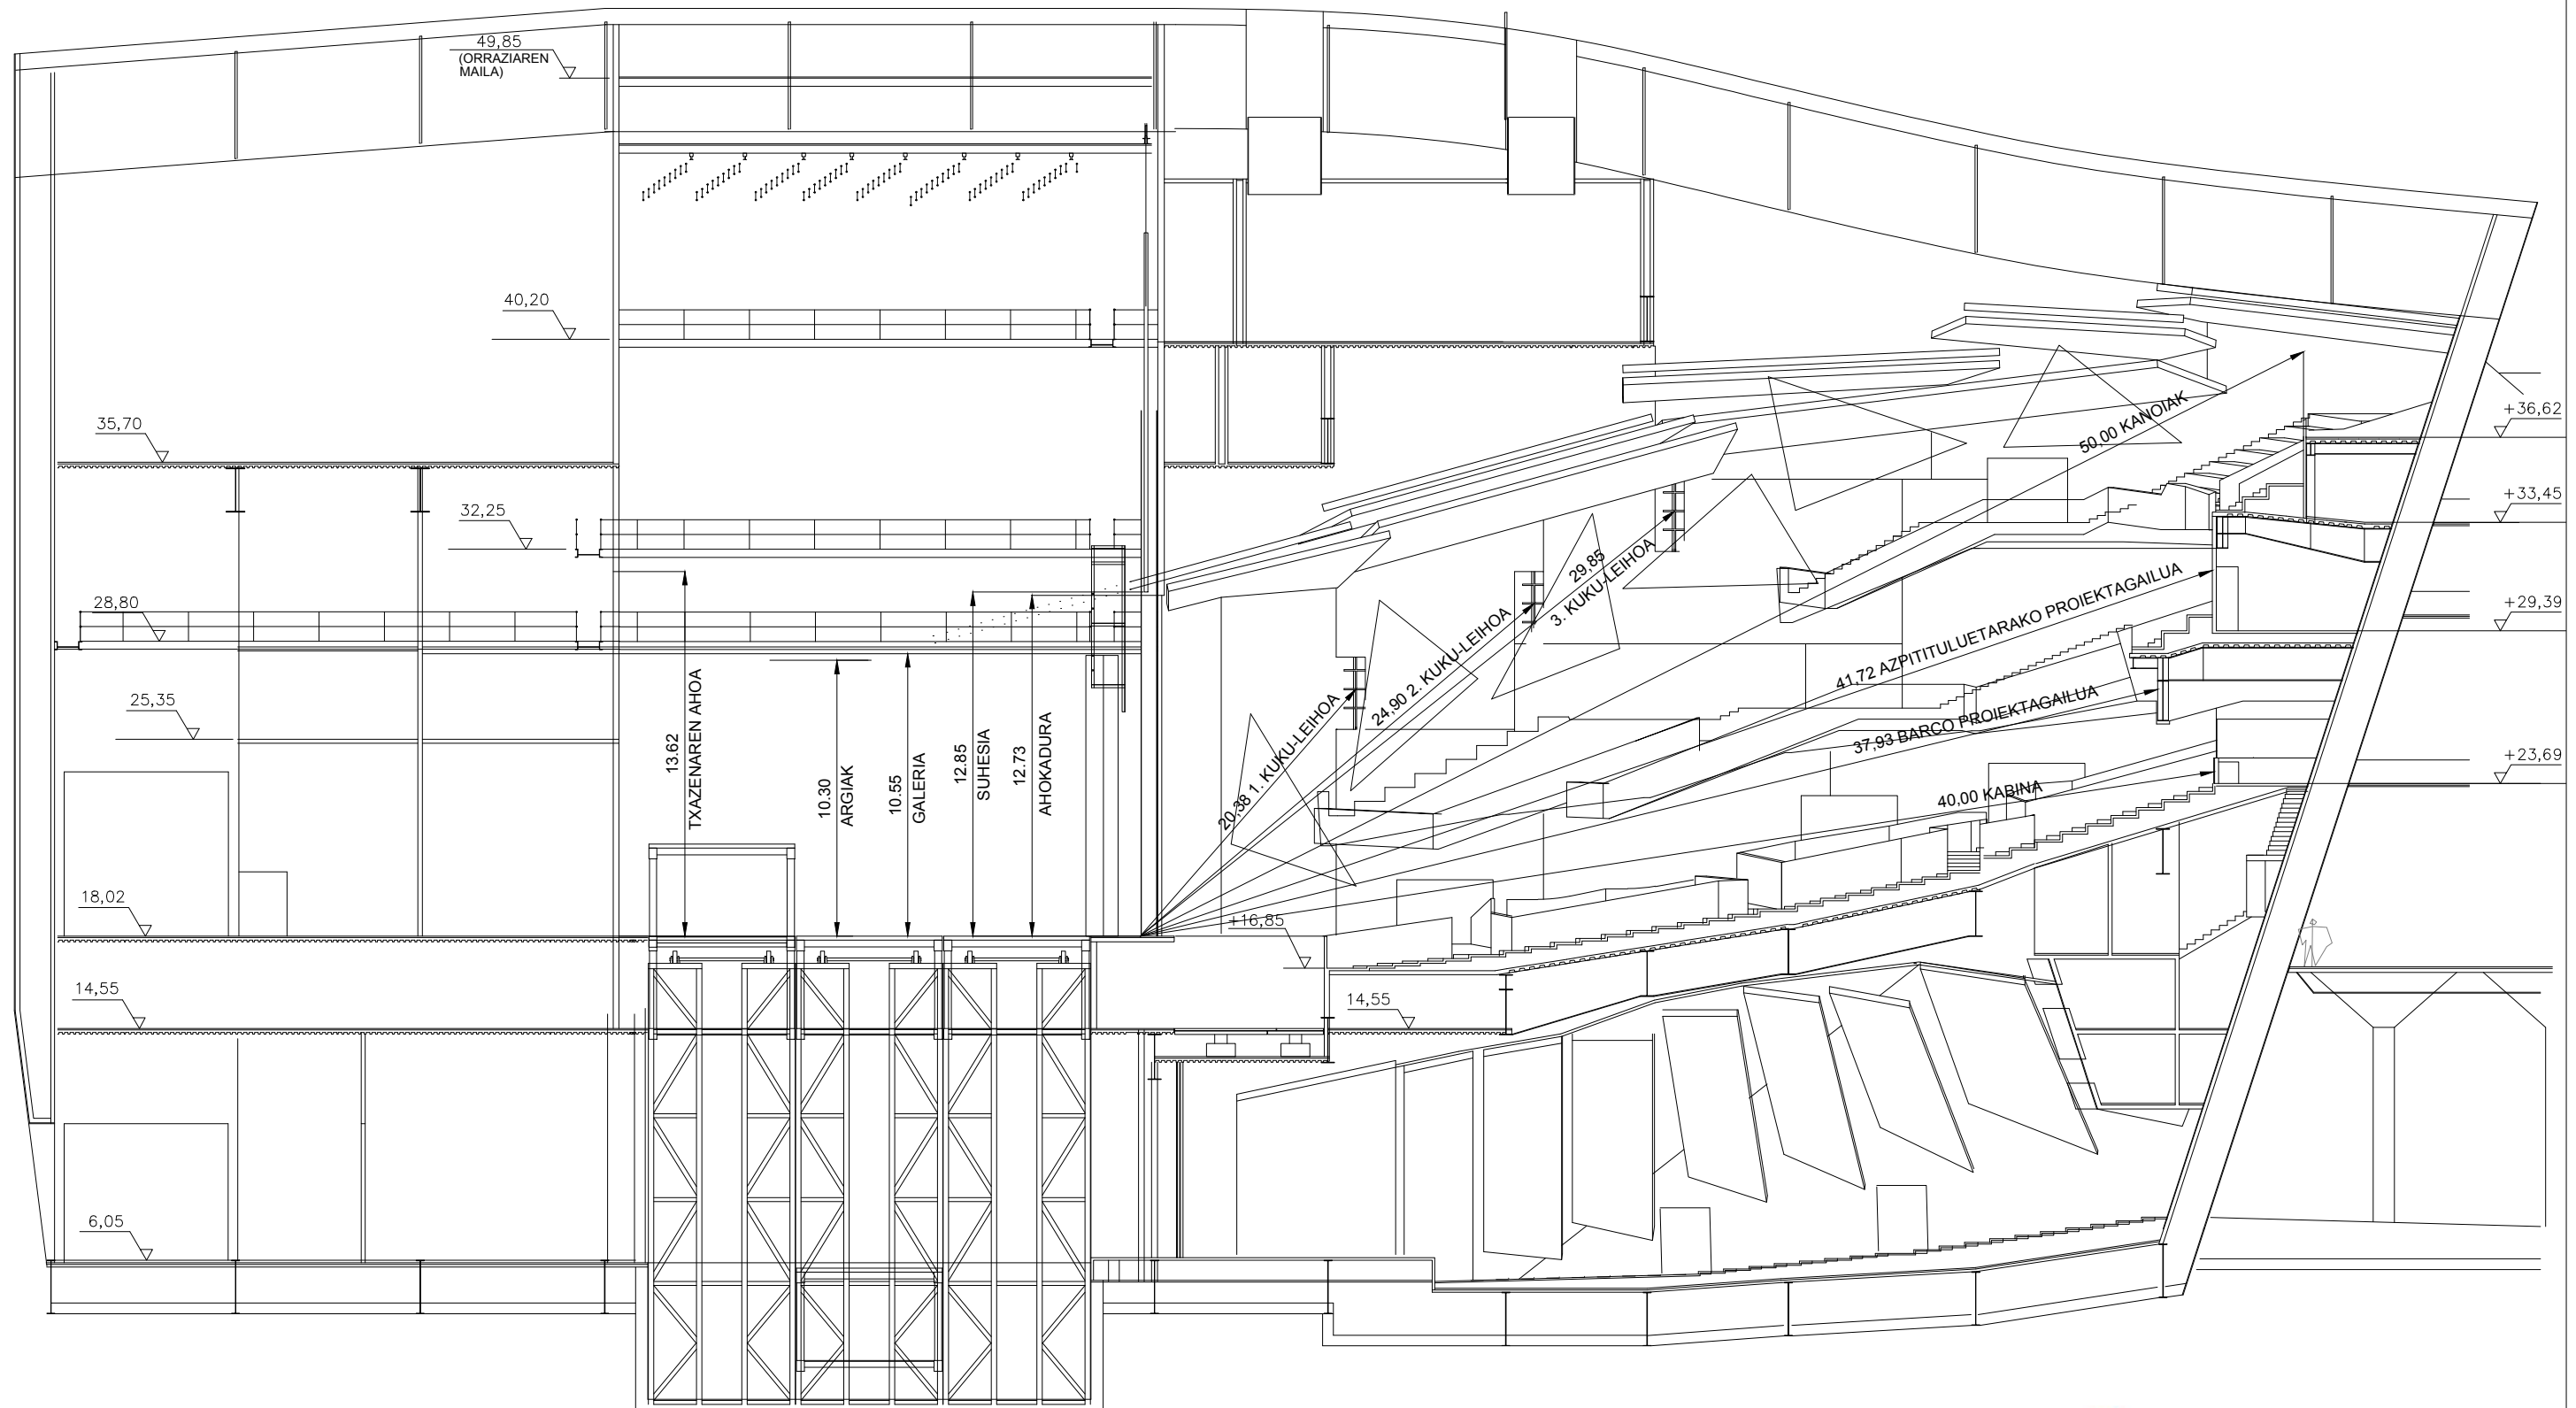 49,85
(ORRAZIAREN
MAILA)
40,20
35,70
32,25
28,80
25,35
18,02
14,55
6,05
13.62
TXAZENAREN AHOA
10.30
ARGIAK
10.55
GALERIA
12.85
SUHESIA
12.73
AHOKADURA
20,38 1. KUKU-LEIHOA
24,90 2. KUKU-LEIHOA
29,85
3. KUKU-LEIHOA
50,00 KANOIAK
41,72 AZPITITULUETARAKO PROIEKTAGAILUA
37,93 BARCO PROIEKTAGAILUA
40,00 KABINA
+16,85
14,55
+36,62
+33,45
+29,39
+23,69